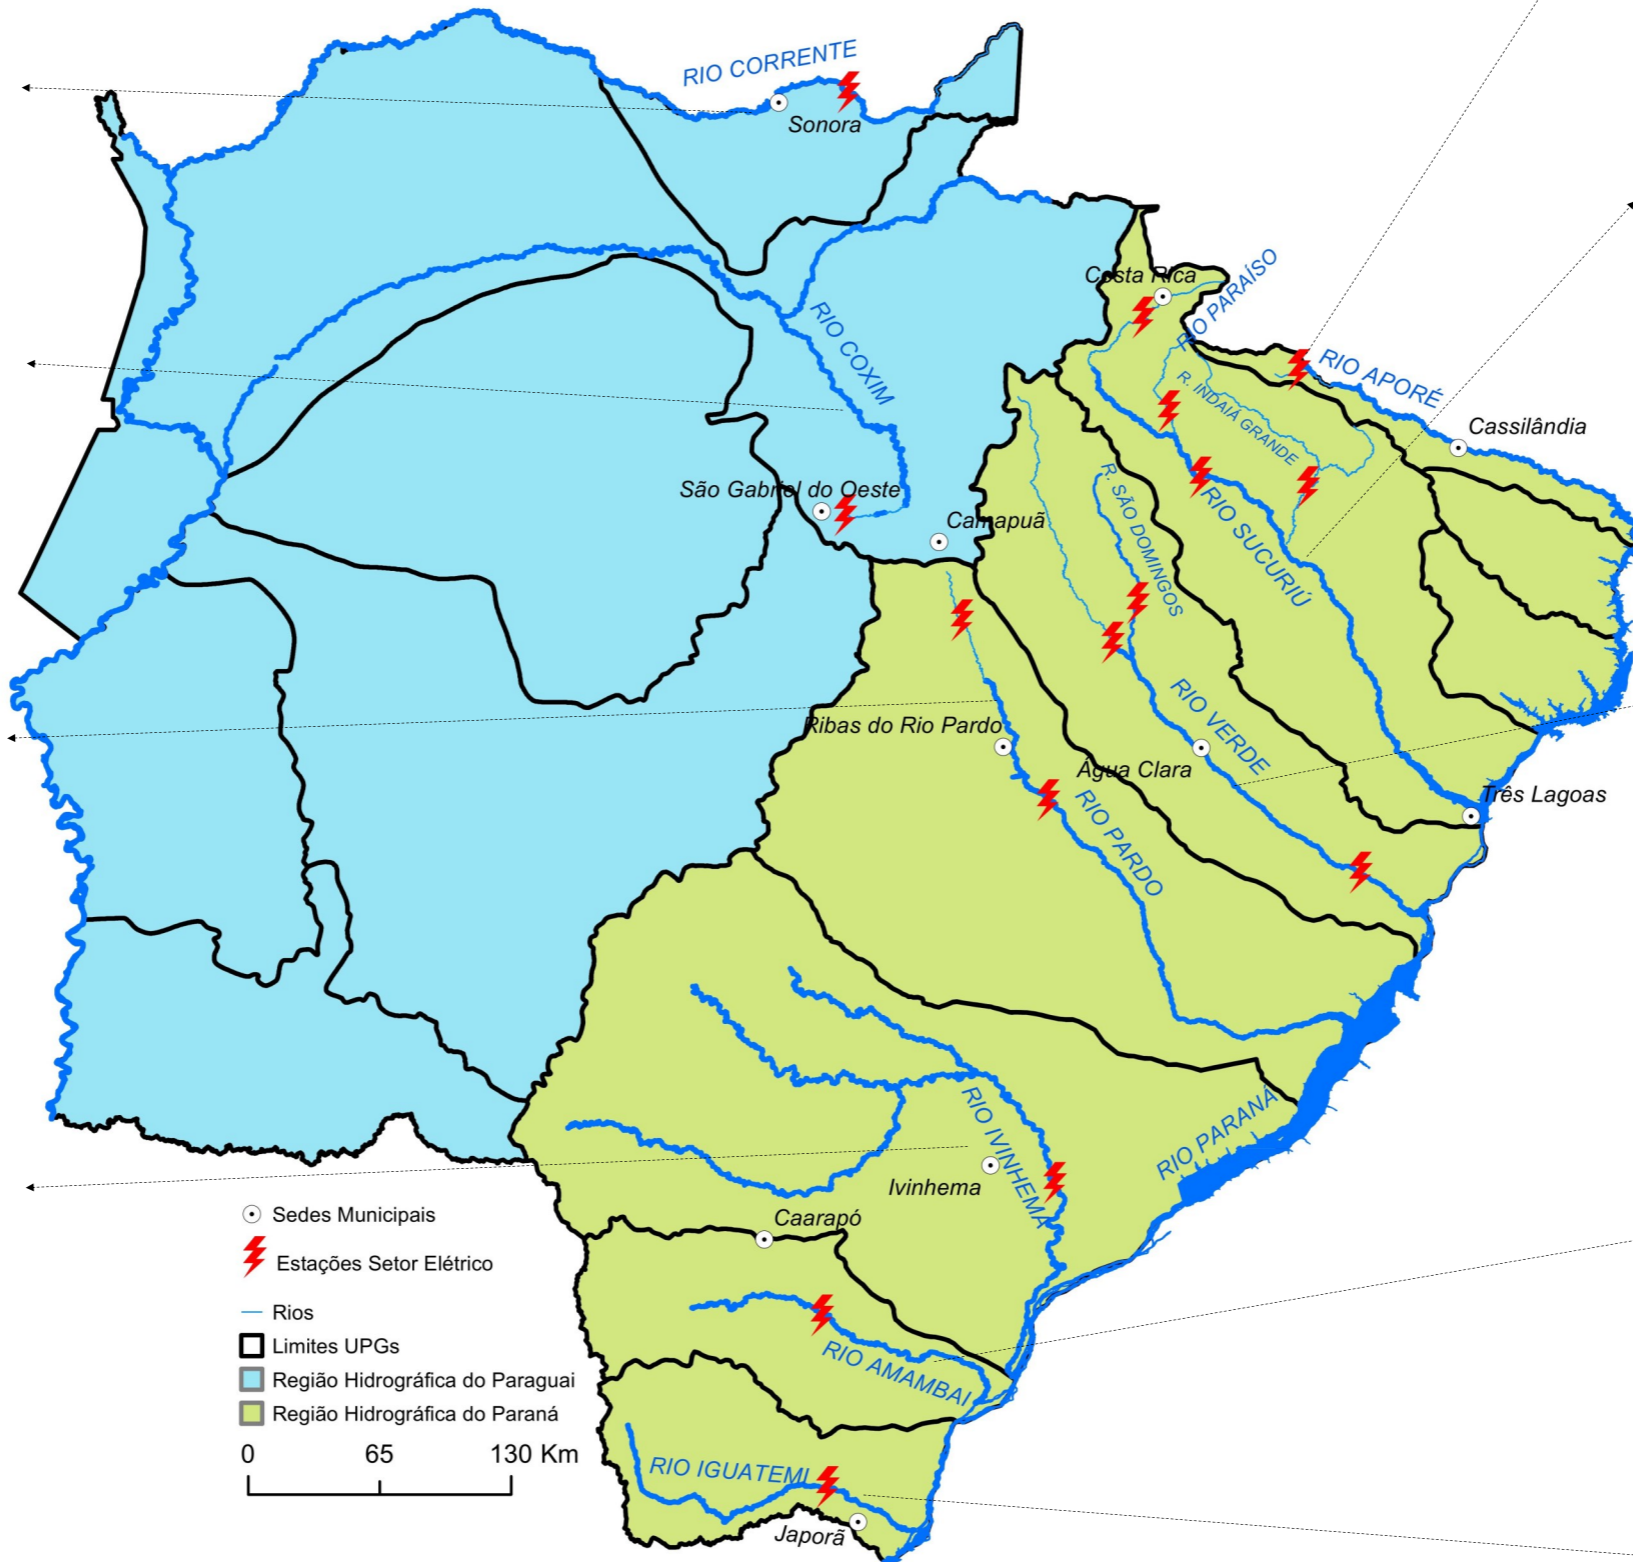 RIO CORRENTE
Sonora
Costa Rica
RIO PARAÍSO
RIO COXIM
RIO APORÉ
R. INDAIÁ GRANDE
Cassilândia
São Gabriel do Oeste
R. SÃO DOMINGOS
RIO SUCURIÚ
Camapuã
Ribas do Rio Pardo
RIO VERDE
Água Clara
Três Lagoas
RIO PARDO
RIO IVINHEMA
RIO PARANÁ
Ivinhema
Caarapó
RIO AMAMBAI
RIO IGUATEMI
Japorã
Sedes Municipais
Estações Setor Elétrico
Rios
Limites UPGs
Região Hidrográfica do Paraguai
Região Hidrográfica do Paraná
0 65 130 Km